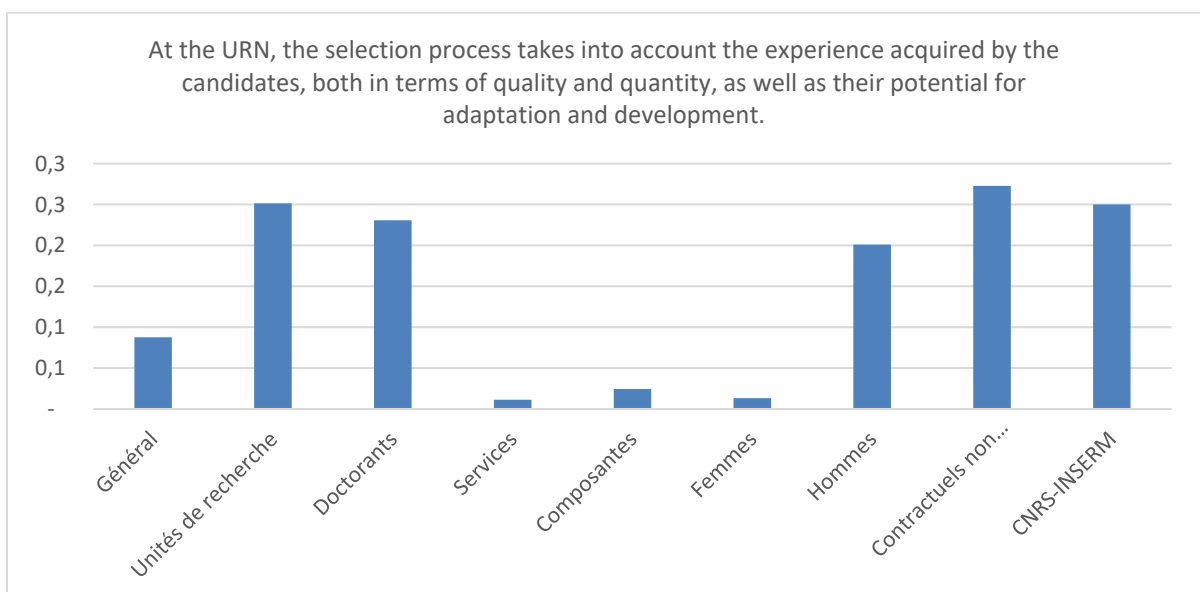 At the URN, the selection process takes into account the experience acquired by the
candidates, both in terms of quality and quantity, as well as their potential for
adaptation and development.
0,3
0,3
0,2
0,2
0,1
0,1
-
Général
Unités de recherche
Doctorants
Services
Composantes
Femmes
Hommes
Contractuels non...
CNRS-INSERM